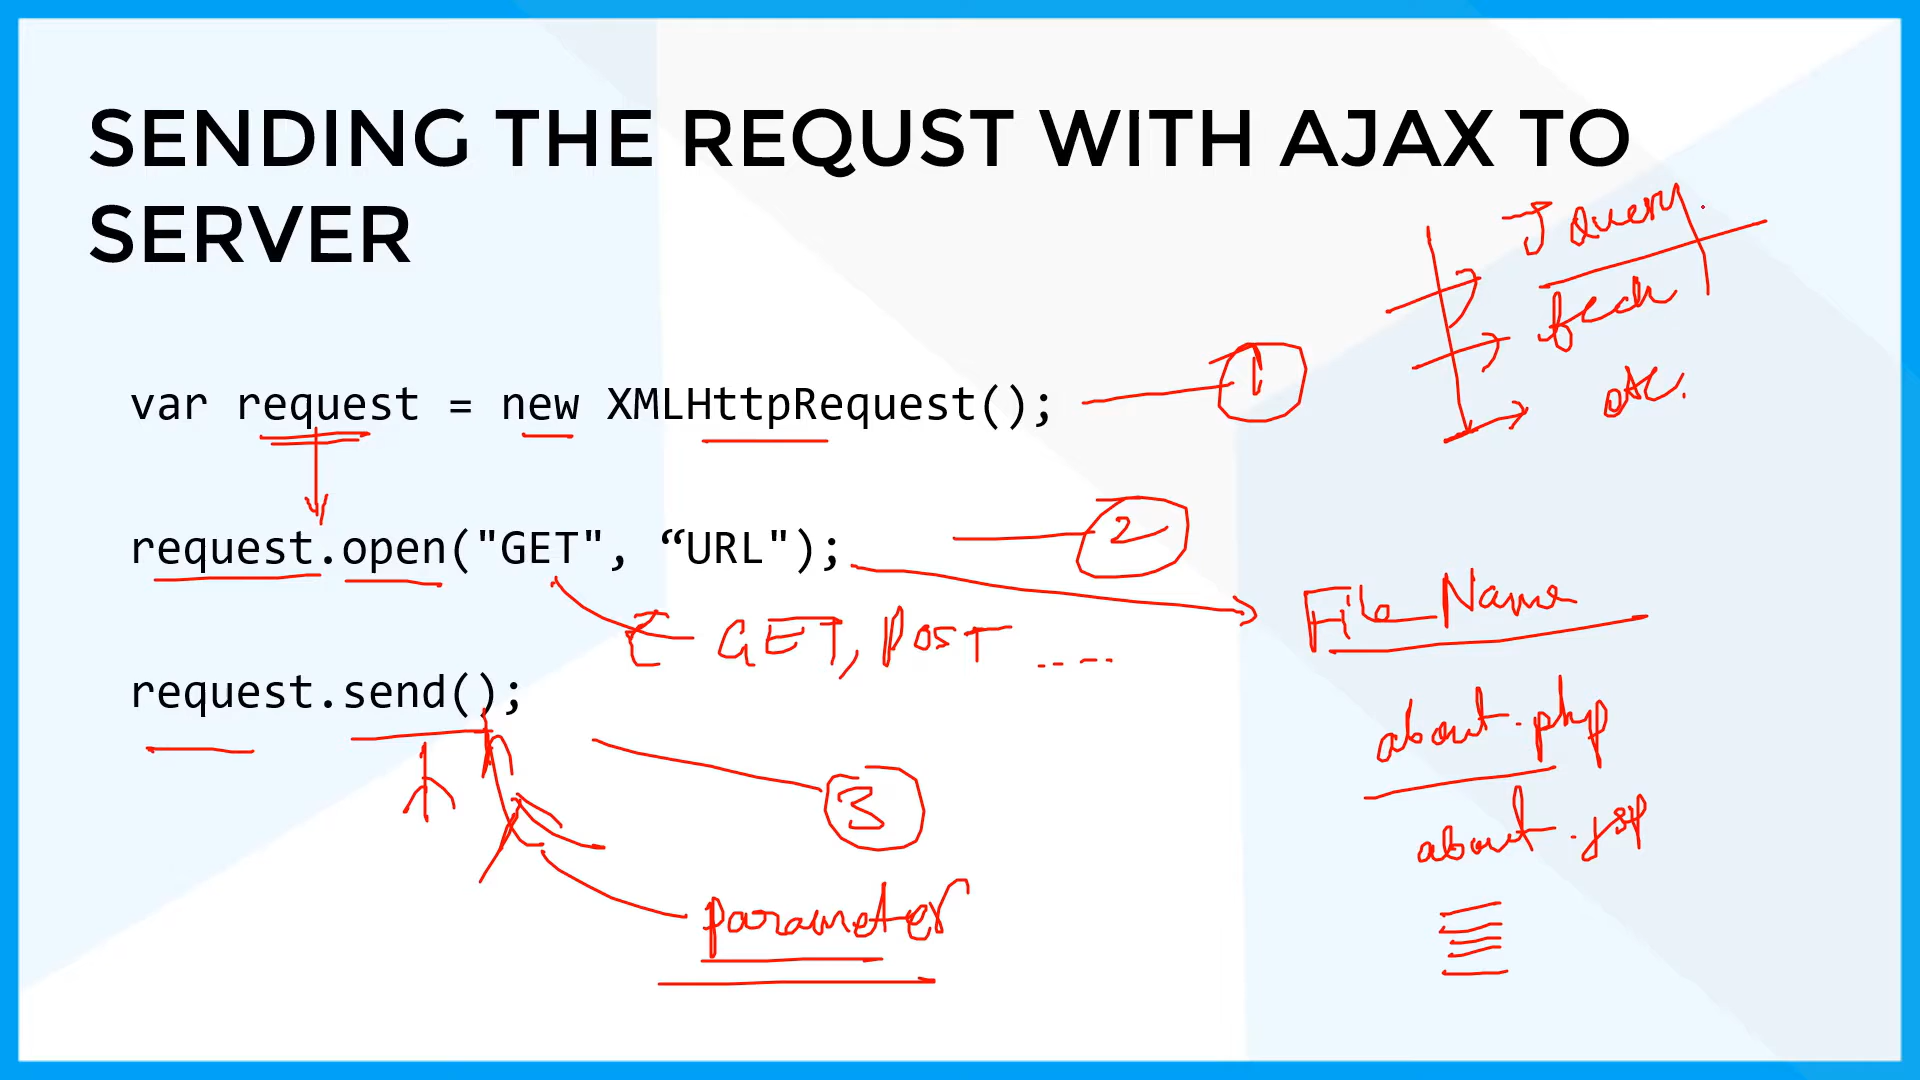 SENDING THE REQUST WITH AJAX TO
SERVER
JQuery.
fech
etc.
var request = new XMLHttpRequest();
1
request.open("GET", “URL");
2
GET, POST .....
File Name
request.send();
about.php
3
about.jsp
parameter